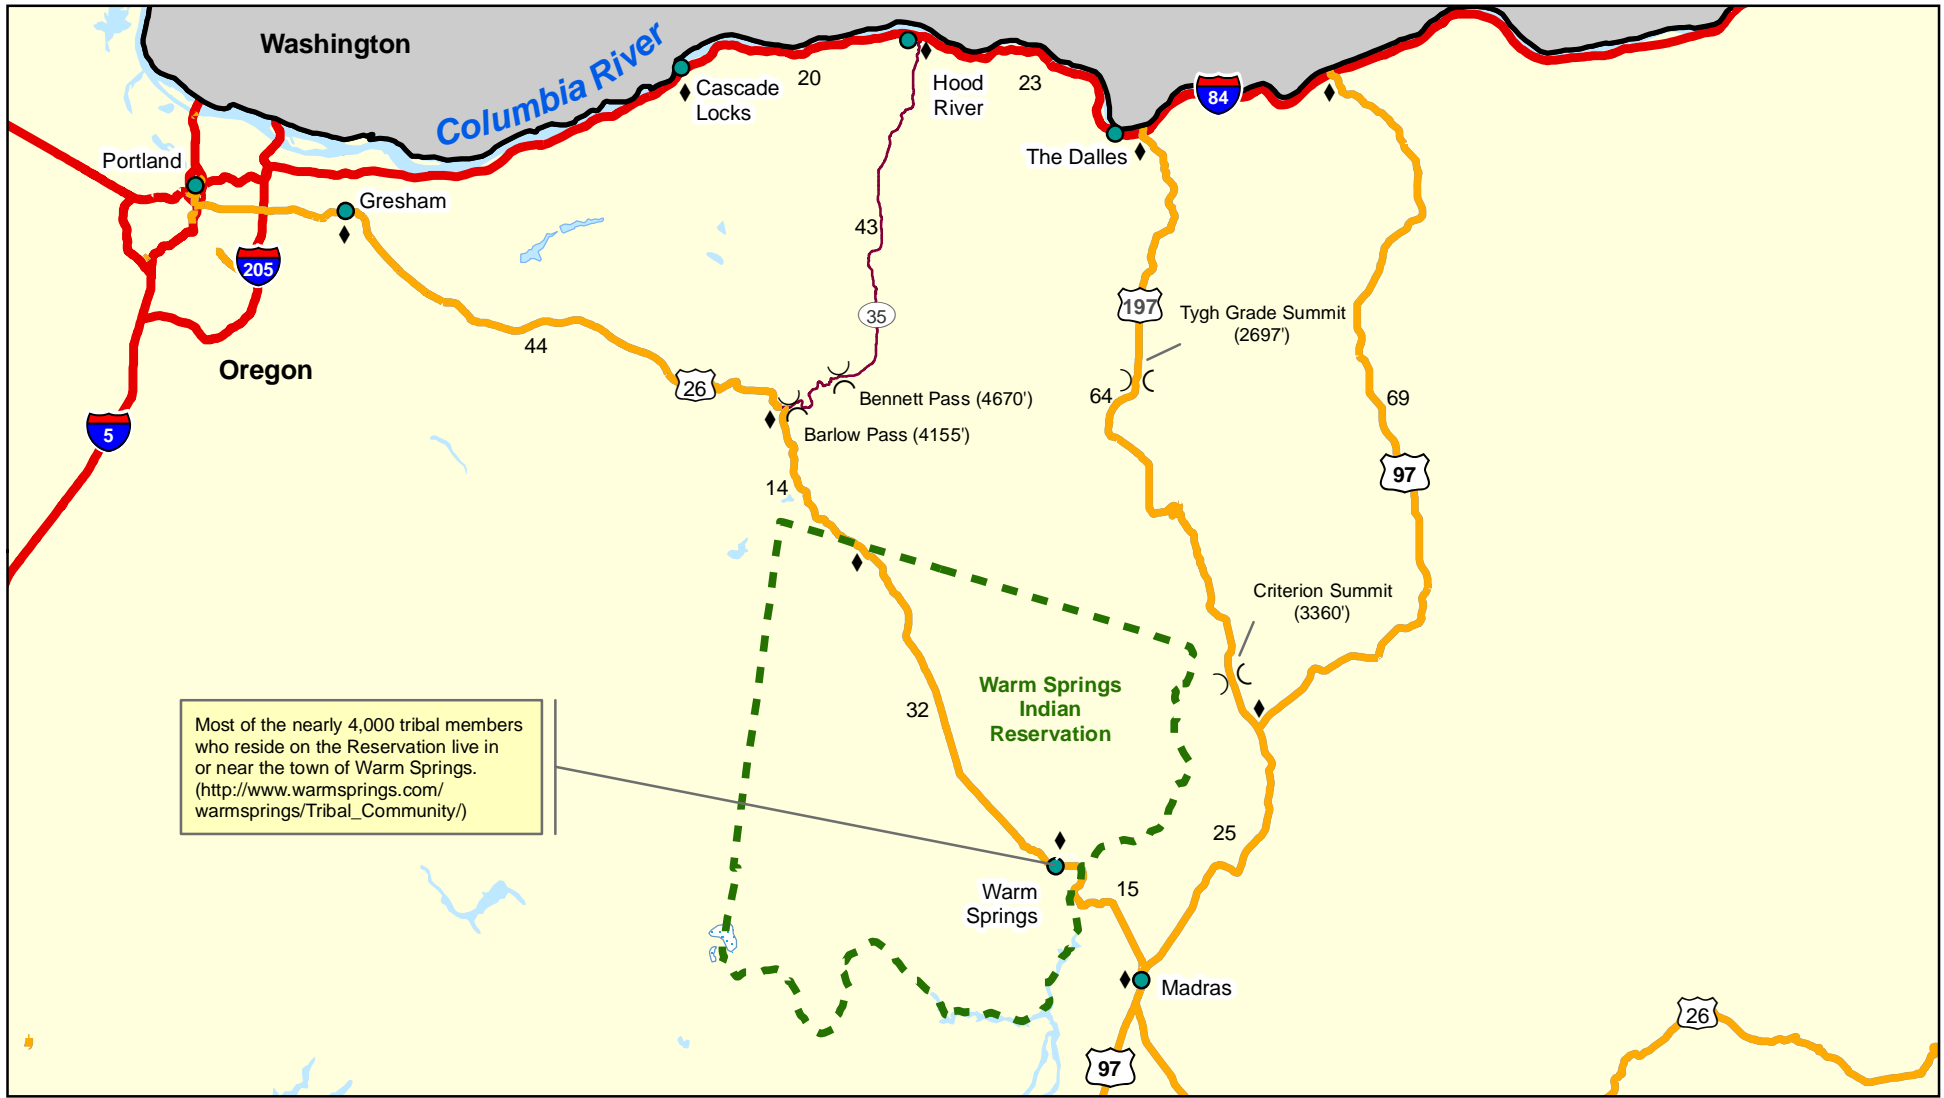 Washington
Columbia River
Cascade
Locks
20
Hood
River
23
84
The Dalles
Portland
Gresham
205
43
35
197
Tygh Grade Summit
(2697')
44
Oregon
26
Bennett Pass (4670')
Barlow Pass (4155')
64
69
5
97
14
Criterion Summit
(3360')
Warm Springs
Indian
Reservation
32
Most of the nearly 4,000 tribal members
who reside on the Reservation live in
or near the town of Warm Springs.
(http://www.warmsprings.com/
warmsprings/Tribal_Community/)
25
Warm
Springs
15
Madras
26
97